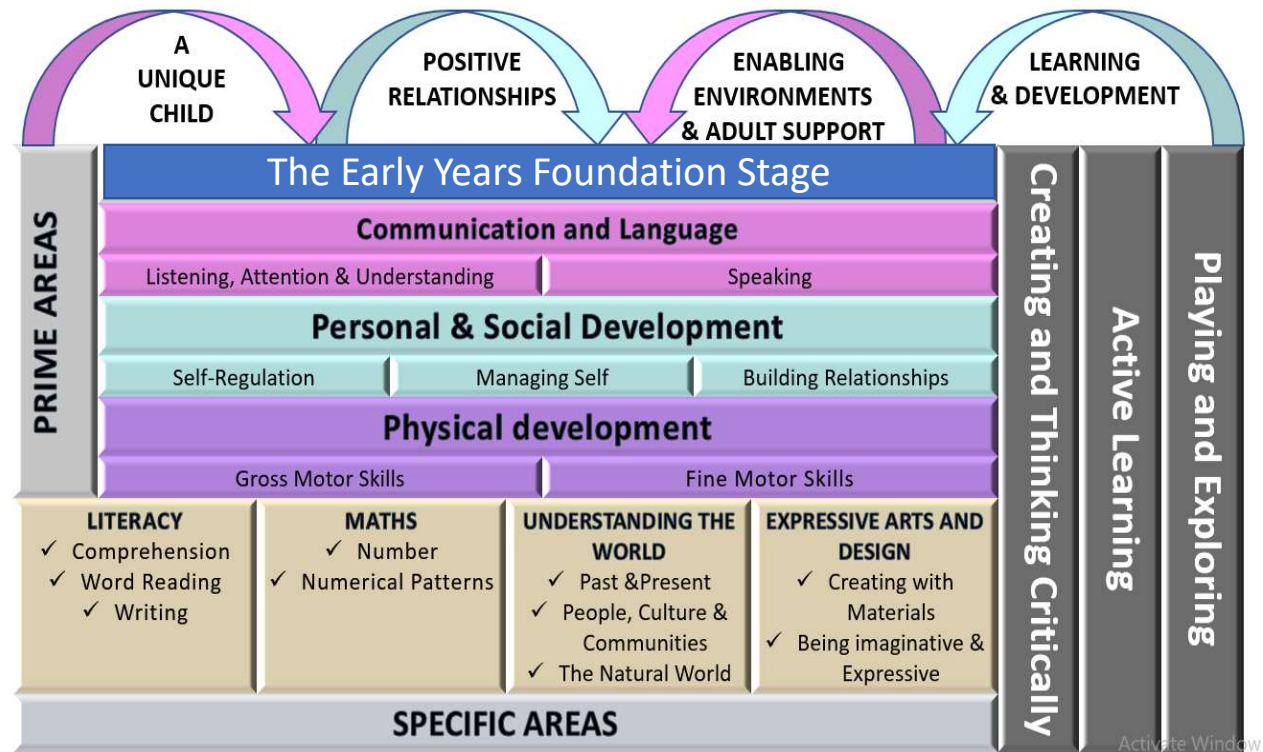 A
UNIQUE
CHILD
POSITIVE
RELATIONSHIPS
ENABLING
ENVIRONMENTS
& ADULT SUPPORT
LEARNING
& DEVELOPMENT
PRIME AREAS
The Early Years Foundation Stage
Communication and Language
Listening, Attention & Understanding
Speaking
Personal & Social Development
Self-Regulation
Managing Self
Building Relationships
Physical development
Gross Motor Skills
Fine Motor Skills
LITERACY
✓ Comprehension
✓ Word Reading
✓ Writing
MATHS
✓ Number
✓ Numerical Patterns
UNDERSTANDING THE
WORLD
✓ Past &Present
✓ People, Culture &
Communities
✓ The Natural World
EXPRESSIVE ARTS AND
DESIGN
✓ Creating with
Materials
✓ Being imaginative &
Expressive
SPECIFIC AREAS
Creating and Thinking Critically
Active Learning
Playing and Exploring
Activate Window